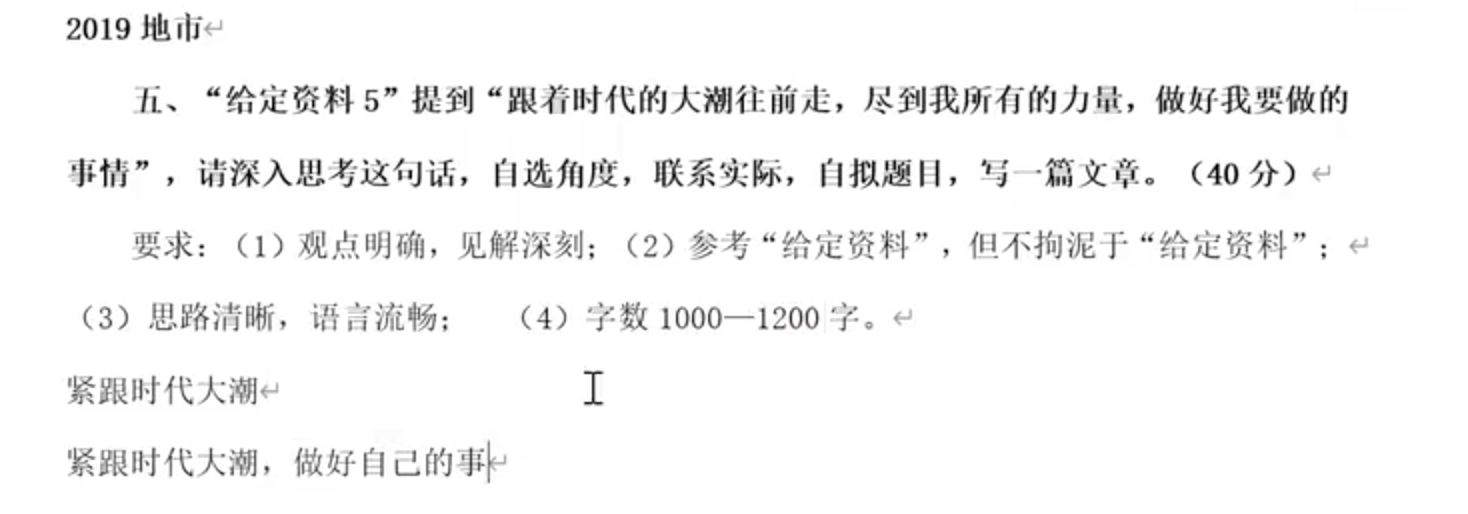 2019 地市
五、“给定资料 5”提到“跟着时代的大潮往前走，尽到我所有的力量，做好我要做的
事情”，请深入思考这句话，自选角度，联系实际，自拟题目，写一篇文章。（40 分）
要求：（1）观点明确，见解深刻；（2）参考“给定资料”，但不拘泥于“给定资料”；
（3）思路清晰，语言流畅； （4）字数 1000—1200 字。
紧跟时代大潮
紧跟时代大潮，做好自己的事